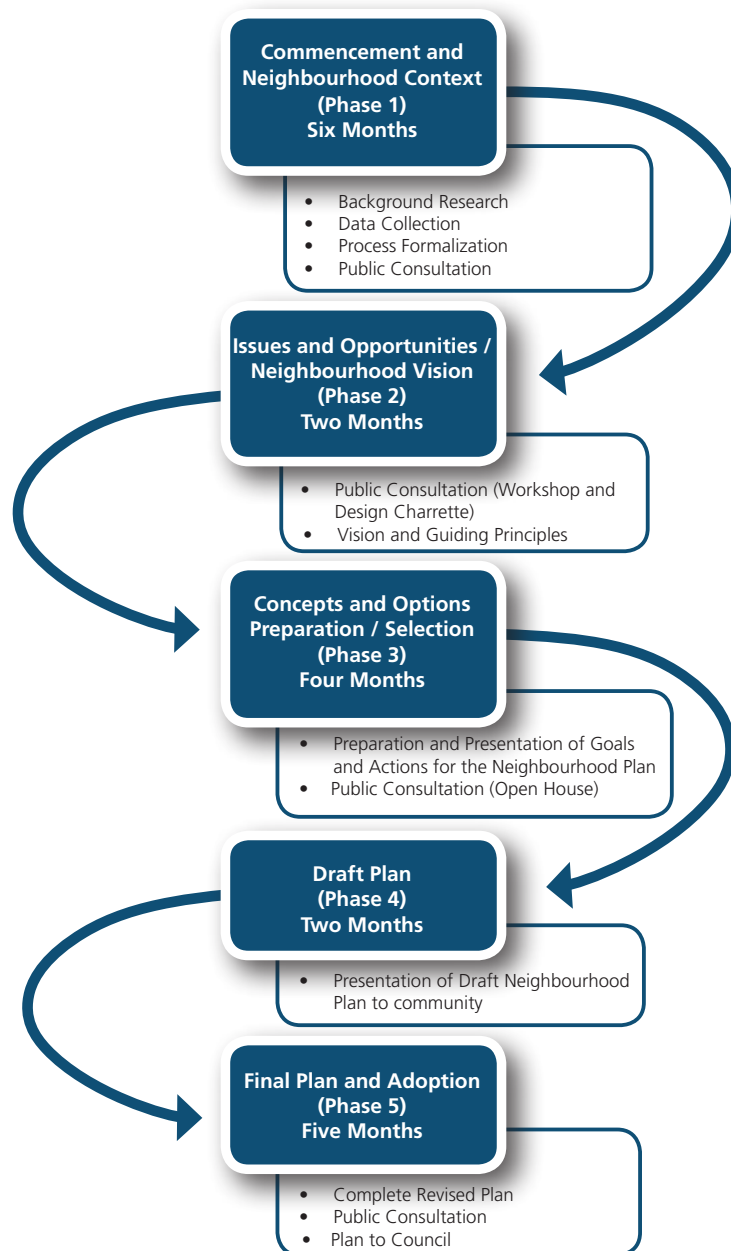 Commencement and
Neighbourhood Context
(Phase 1)
Six Months
• Background Research
• Data Collection
• Process Formalization
• Public Consultation
Issues and Opportunities /
Neighbourhood Vision
(Phase 2)
Two Months
• Public Consultation (Workshop and
Design Charrette)
• Vision and Guiding Principles
Concepts and Options
Preparation / Selection
(Phase 3)
Four Months
• Preparation and Presentation of Goals
and Actions for the Neighbourhood Plan
• Public Consultation (Open House)
Draft Plan
(Phase 4)
Two Months
• Presentation of Draft Neighbourhood
Plan to community
Final Plan and Adoption
(Phase 5)
Five Months
• Complete Revised Plan
• Public Consultation
• Plan to Council